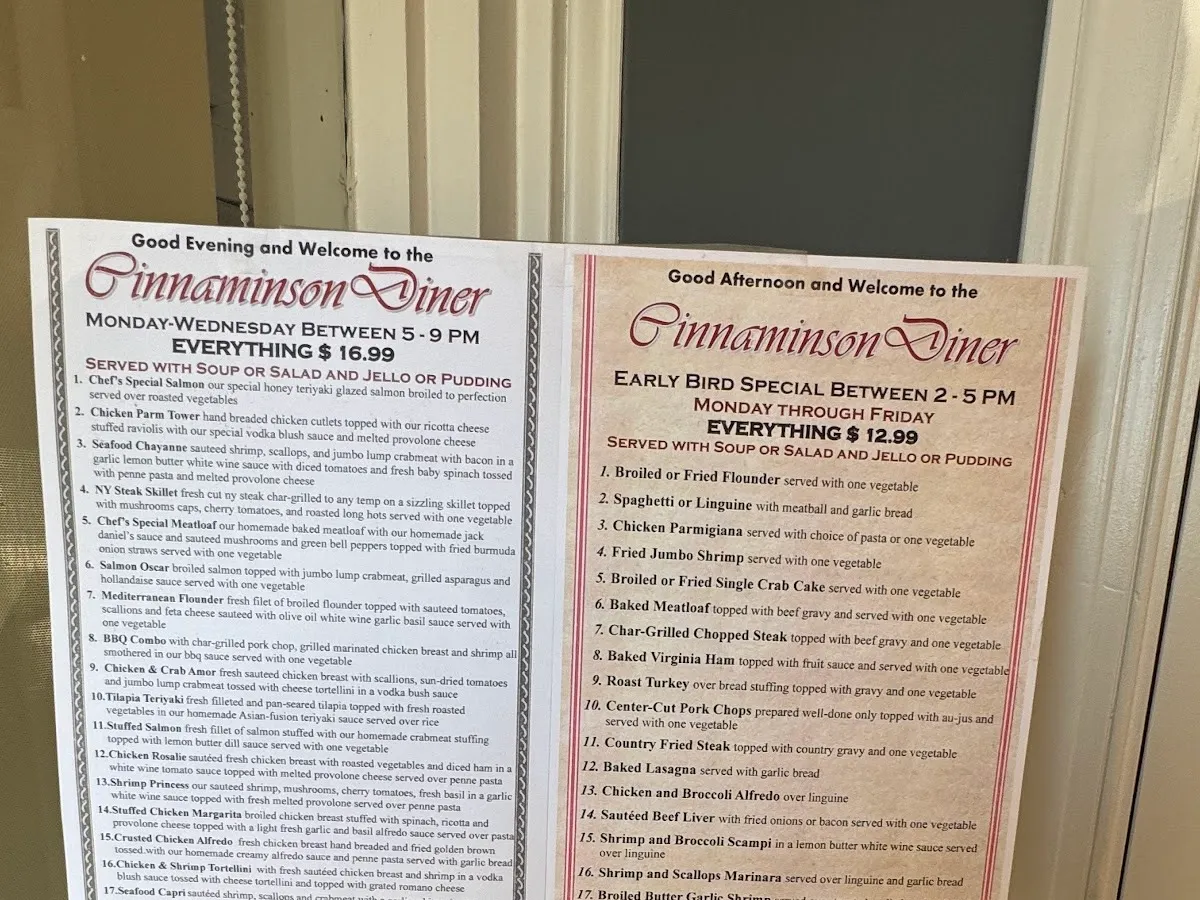 Good Evening and Welcome to the
Cinnaminson Diner
MONDAY-WEDNESDAY BETWEEN 5 - 9 PM
EVERYTHING $ 16.99
SERVED WITH SOUP OR SALAD AND JELLO OR PUDDING
1. Chef's Special Salmon our special honey teriyaki glazed salmon broiled to perfection
served over roasted vegetables
2. Chicken Parm Tower hand breaded chicken cutlets topped with our ricotta cheese
stuffed raviolis with our special vodka blush sauce and melted provolone cheese
3. Seafood Chayanne sauteed shrimp, scallops, and jumbo lump crabmeat with bacon in a
garlic lemon butter white wine sauce with diced tomatoes and fresh baby spinach tossed
with penne pasta and melted provolone cheese
4. NY Steak Skillet fresh cut ny steak char-grilled to any temp on a sizzling skillet topped
with mushrooms caps, cherry tomatoes, and roasted long hots served with one vegetable
5. Chef's Special Meatloaf our homemade baked meatloaf with our homemade jack
daniel's sauce and sauteed mushrooms and green bell peppers topped with fried burmuda
onion straws served with one vegetable
6. Salmon Oscar broiled salmon topped with jumbo lump crabmeat, grilled asparagus and
hollandaise sauce served with one vegetable
7. Mediterranean Flounder fresh filet of broiled flounder topped with sauteed tomatoes,
scallions and feta cheese sauteed with olive oil white wine garlic basil sauce served with
one vegetable
8. BBQ Combo with char-grilled pork chop, grilled marinated chicken breast and shrimp all
smothered in our bbq sauce served with one vegetable
9. Chicken & Crab Amor fresh sauteed chicken breast with scallions, sun-dried tomatoes
and jumbo lump crabmeat tossed with cheese tortellini in a vodka bush sauce
10.Tilapia Teriyaki fresh filleted and pan-seared tilapia topped with fresh roasted
vegetables in our homemade Asian-fusion teriyaki sauce served over rice
11.Stuffed Salmon fresh fillet of salmon stuffed with our homemade crabmeat stuffing
topped with lemon butter dill sauce served with one vegetable
12.Chicken Rosalie sautéed fresh chicken breast with roasted vegetables and diced ham in a
white wine tomato sauce topped with melted provolone cheese served over penne pasta
13.Shrimp Princess our sauteed shrimp, mushrooms, cherry tomatoes, fresh basil in a garlic
white wine sauce topped with fresh melted provolone served over penne pasta
14.Stuffed Chicken Margarita broiled chicken breast stuffed with spinach, ricotta and
provolone cheese topped with a light fresh garlic and basil alfredo sauce served over pasta
15.Crusted Chicken Alfredo fresh chicken breast hand breaded and fried golden brown
tossed with our homemade creamy alfredo sauce and penne pasta served with garlic bread
16.Chicken & Shrimp Tortellini with fresh sautéed chicken breast and shrimp in a vodka
blush sauce tossed with cheese tortellini and topped with grated romano cheese
17.Seafood Capri sautéed shrimp, scallops and crabmeat with
Good Afternoon and Welcome to the
Cinnaminson Diner
EARLY BIRD SPECIAL BETWEEN 2 - 5 PM
MONDAY THROUGH FRIDAY
EVERYTHING $ 12.99
SERVED WITH SOUP OR SALAD AND JELLO OR PUDDING
1. Broiled or Fried Flounder served with one vegetable
2. Spaghetti or Linguine with meatball and garlic bread
3. Chicken Parmigiana served with choice of pasta or one vegetable
4. Fried Jumbo Shrimp served with one vegetable
5. Broiled or Fried Single Crab Cake served with one vegetable
6. Baked Meatloaf topped with beef gravy and served with one vegetable
7. Char-Grilled Chopped Steak topped with beef gravy and one vegetable
8. Baked Virginia Ham topped with fruit sauce and served with one vegetable
9. Roast Turkey over bread stuffing topped with gravy and one vegetable
10. Center-Cut Pork Chops prepared well-done only topped with au-jus and
served with one vegetable
11. Country Fried Steak topped with country gravy and one vegetable
12. Baked Lasagna served with garlic bread
13. Chicken and Broccoli Alfredo over linguine
14. Sautéed Beef Liver with fried onions or bacon served with one vegetable
15. Shrimp and Broccoli Scampi in a lemon butter white wine sauce served
over linguine
16. Shrimp and Scallops Marinara served over linguine and garlic bread
17. Broiled Butter Garlic Shrimp